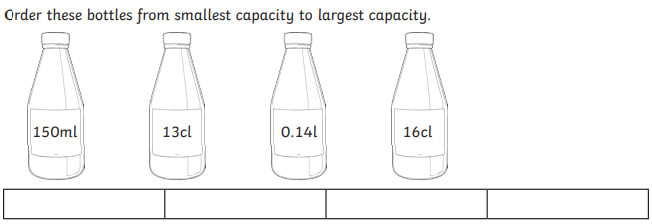 Order these bottles from smallest capacity to largest capacity.
150ml 13cl 0.14l 16cl